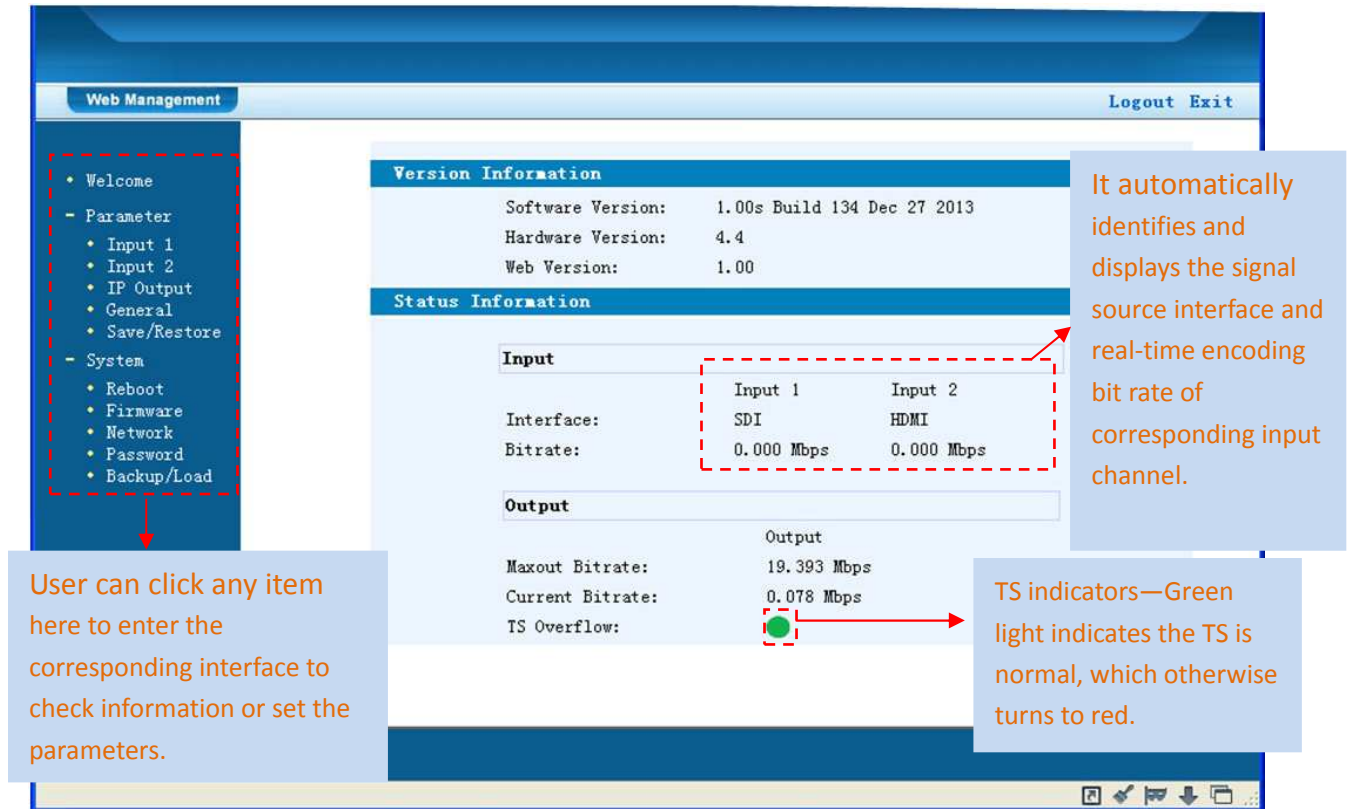 Web Management
Logout Exit
Welcome
Parameter
Input 1
Input 2
IP Output
General
Save/Restore
System
Reboot
Firmware
Network
Password
Backup/Load
Version Information
Software Version: 1.00s Build 134 Dec 27 2013
Hardware Version: 4.4
Web Version: 1.00
Status Information
Input
Input 1 Input 2
Interface: SDI HDMI
Bitrate: 0.000 Mbps 0.000 Mbps
Output
Output
Maxout Bitrate: 19.393 Mbps
Current Bitrate: 0.078 Mbps
TS Overflow:
It automatically
identifies and
displays the signal
source interface and
real-time encoding
bit rate of
corresponding input
channel.
User can click any item
here to enter the
corresponding interface to
check information or set the
parameters.
TS indicators—Green
light indicates the TS is
normal, which otherwise
turns to red.